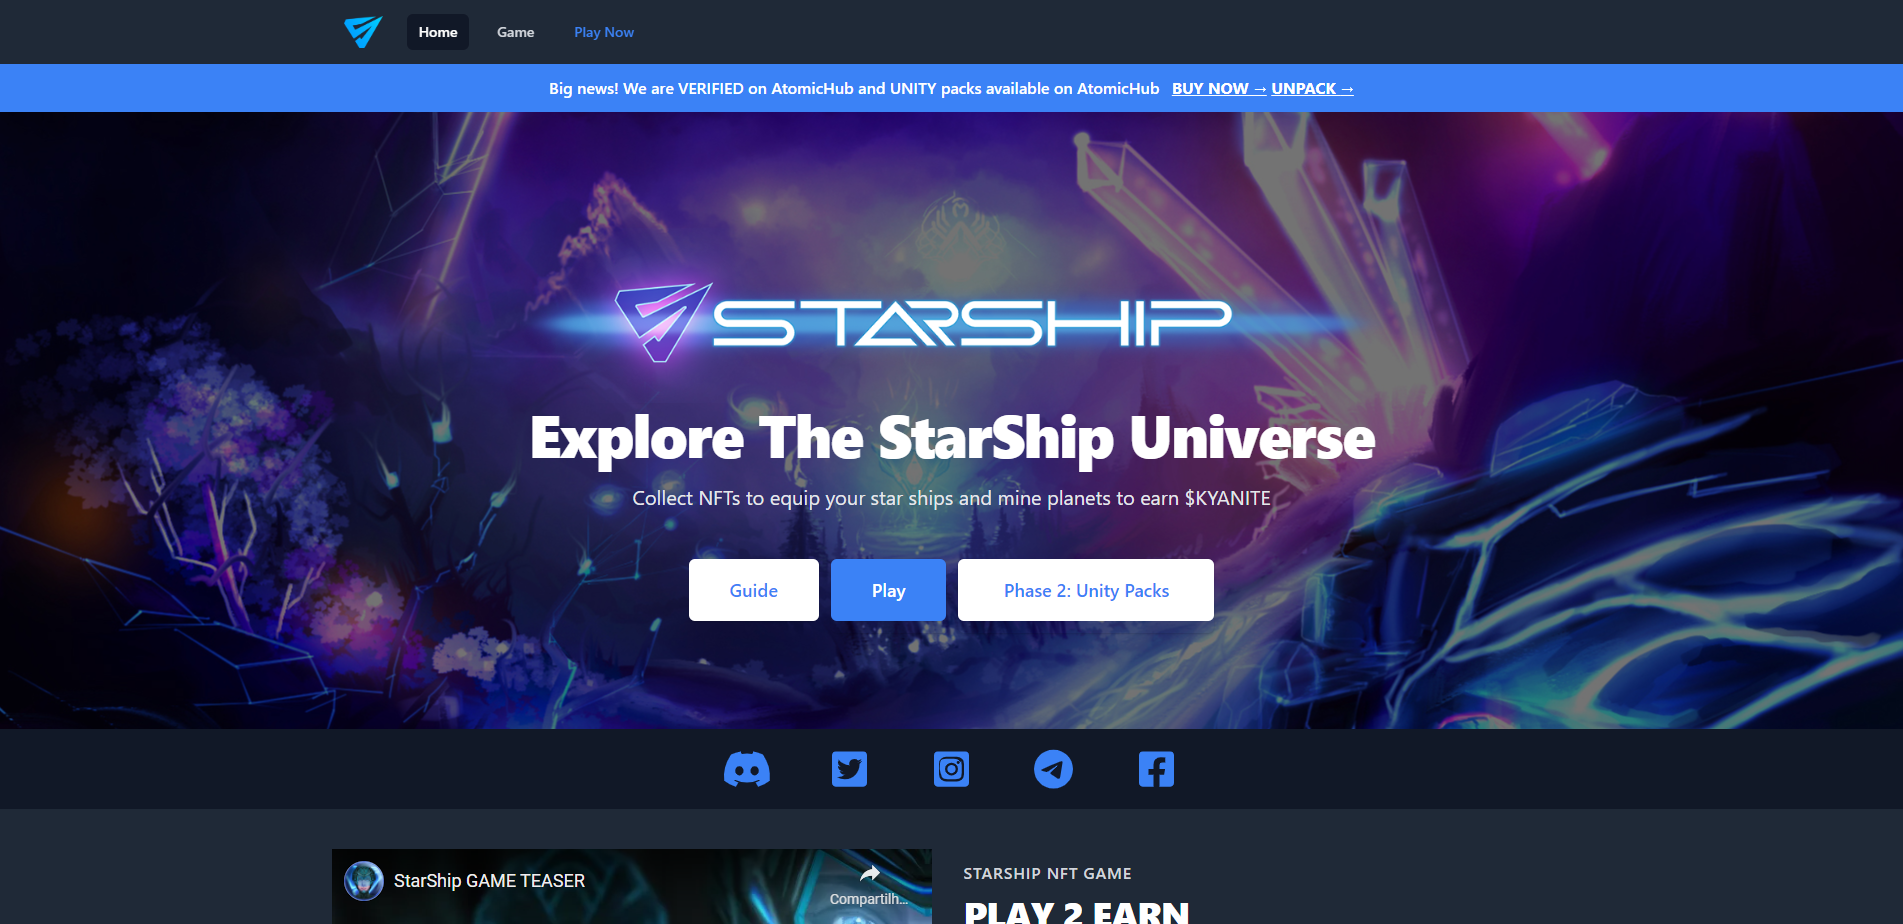 Home Game Play Now
Big news! We are VERIFIED on AtomicHub and UNITY packs available on AtomicHub BUY NOW → UNPACK →
STARSHIP
Explore The StarShip Universe
Collect NFTs to equip your star ships and mine planets to earn $KYANITE
Guide Play Phase 2: Unity Packs
StarShip GAME TEASER
Compartilh...
STARSHIP NFT GAME
PLAY 2 EARN